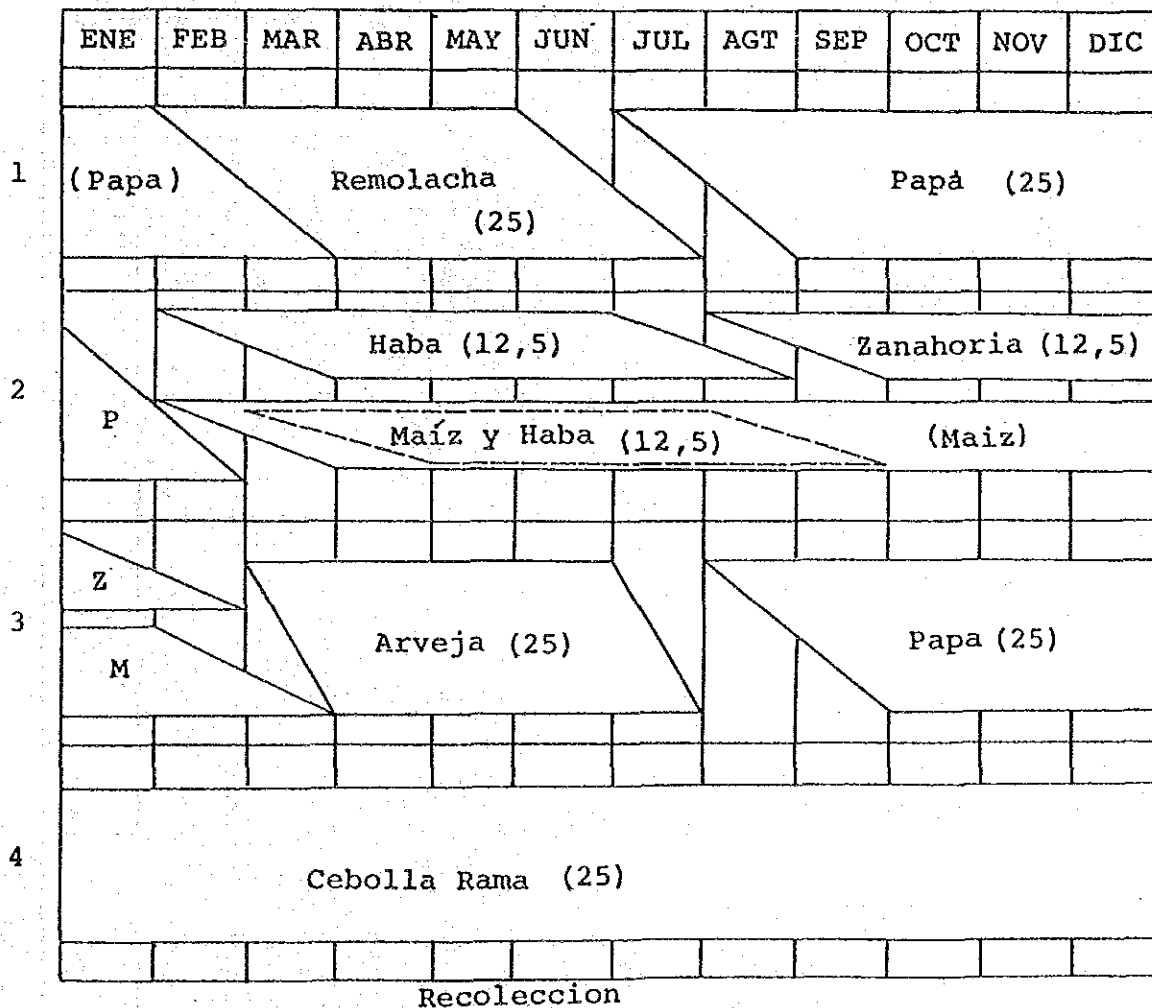 ENE FEB MAR ABR MAY JUN JUL AGT SEP OCT NOV DIC
1 (Papa) Remolacha Papá (25)
(25)
Haba (12,5) Zanahoria (12,5)
2
P Maíz y Haba (12,5) (Maiz)
Z
3 Arveja (25) Papa (25)
M
4
Cebolla Rama (25)
Recoleccion